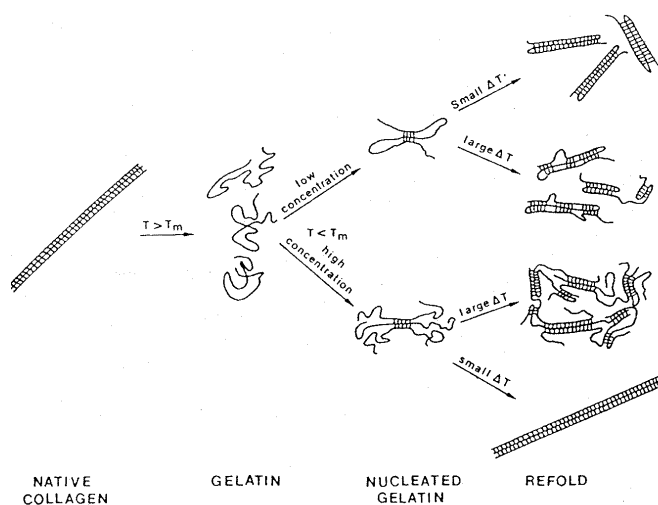 Small ΔT.
large ΔT
low
concentration
T > Tm
T < Tm
high
concentration
large ΔT
small ΔT
NATIVE
COLLAGEN
GELATIN
NUCLEATED
GELATIN
REFOLD